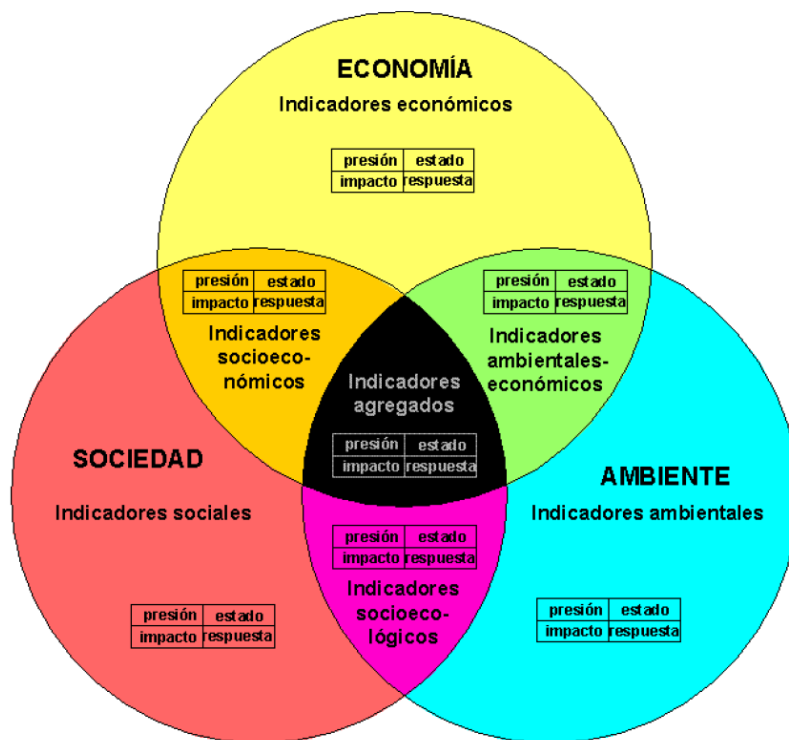 ECONOMÍA
Indicadores económicos
presión estado
impacto respuesta
presión estado
impacto respuesta
Indicadores
socioeco-
nómicos
presión estado
impacto respuesta
Indicadores
ambientales-
económicos
Indicadores
agregados
presión estado
impacto respuesta
SOCIEDAD
Indicadores sociales
presión estado
impacto respuesta
AMBIENTE
Indicadores ambientales
presión estado
impacto respuesta
presión estado
impacto respuesta
Indicadores
socioeco-
lógicos